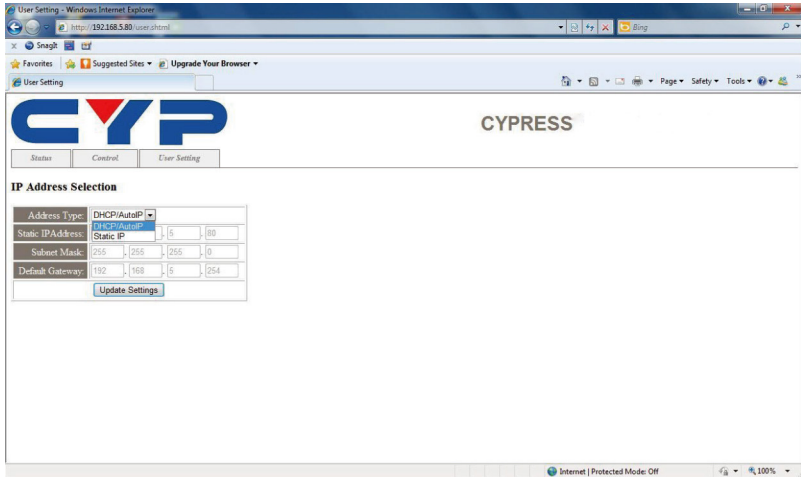 User Setting - Windows Internet Explorer
http://192.168.5.80/user.shtml
Bing
x SnagIt
Favorites Suggested Sites Upgrade Your Browser
User Setting
Page Safety Tools
CYP
CYPRESS
Status Control User Setting
IP Address Selection
Address Type: DHCP/AutoIP
DHCP/AutoIP
Static IP
Static IPAddress: . 5 . 80
Subnet Mask: 255 . 255 . 255 . 0
Default Gateway: 192 . 168 . 5 . 254
Update Settings
Internet | Protected Mode: Off
100%